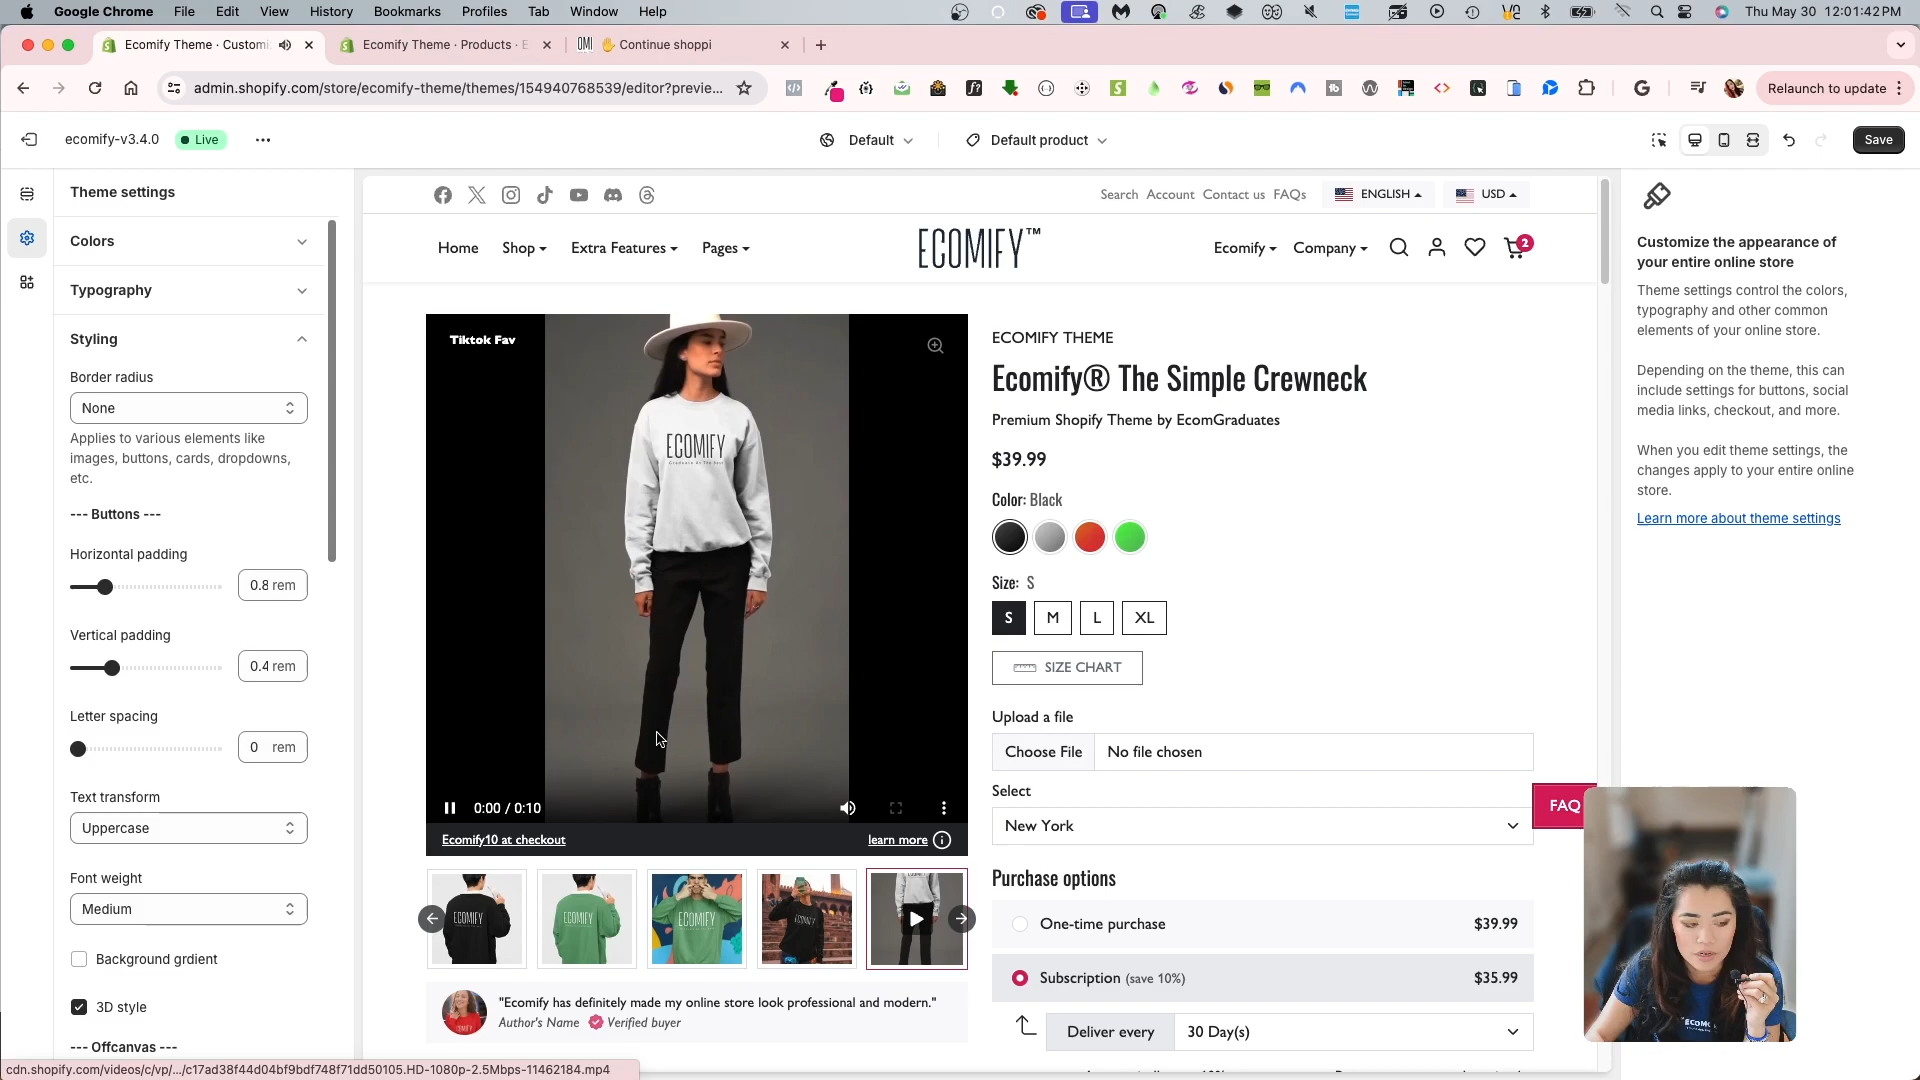 Google Chrome File Edit View History Bookmarks Profiles Tab Window Help
Thu May 30 12:01:42 PM
Ecomify Theme · Customi
Ecomify Theme · Products · E
✋ Continue shoppi
admin.shopify.com/store/ecomify-theme/themes/154940768539/editor?previe...
Relaunch to update
ecomify-v3.4.0
Live
Default
Default product
Save
Theme settings
Colors
Typography
Styling
Border radius
None
Applies to various elements like
images, buttons, cards, dropdowns,
etc.
--- Buttons ---
Horizontal padding
0.8 rem
Vertical padding
0.4 rem
Letter spacing
0 rem
Text transform
Uppercase
Font weight
Medium
Background grdient
3D style
--- Offcanvas ---
cdn.shopify.com/videos/c/vp/.../c17ad38f44d04bf9bdf748f71dd50105.HD-1080p-2.5Mbps-11462184.mp4
Search Account Contact us FAQs
ENGLISH
USD
Home Shop Extra Features Pages
ECOMIFY™
Ecomify Company
2
Tiktok Fav
ECOMIFY
0:00 / 0:10
Ecomify10 at checkout
learn more
ECOMIFY
ECOMIFY
ECOMIFY
"Ecomify has definitely made my online store look professional and modern."
Author's Name Verified buyer
ECOMIFY THEME
Ecomify® The Simple Crewneck
Premium Shopify Theme by EcomGraduates
$39.99
Color: Black
Size: S
S M L XL
SIZE CHART
Upload a file
Choose File No file chosen
Select
New York
Purchase options
One-time purchase $39.99
Subscription (save 10%) $35.99
Deliver every 30 Day(s)
FAQ
Customize the appearance of
your entire online store
Theme settings control the colors,
typography and other common
elements of your online store.
Depending on the theme, this can
include settings for buttons, social
media links, checkout, and more.
When you edit theme settings, the
changes apply to your entire online
store.
Learn more about theme settings